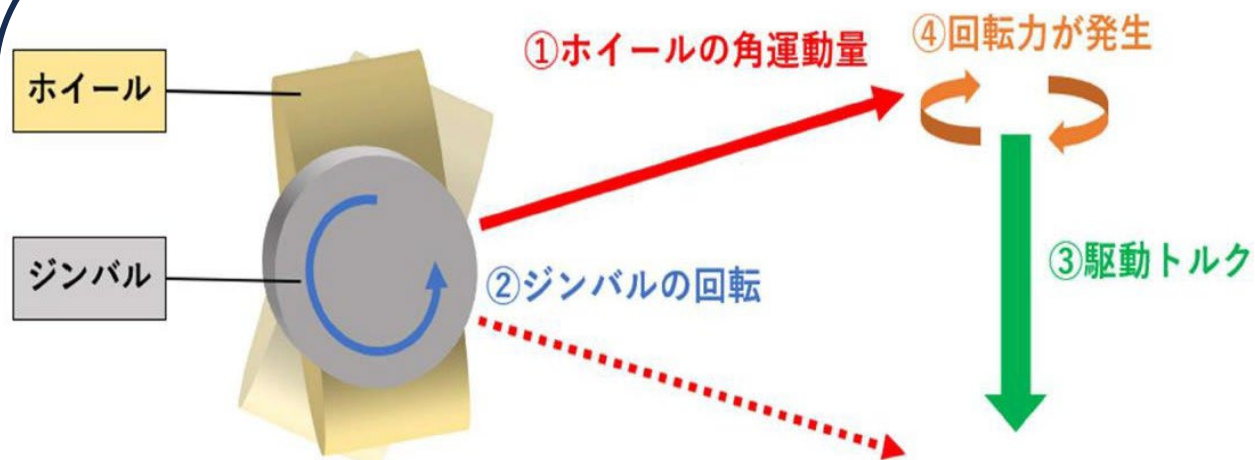 ホイール
ジンバル
①ホイールの角運動量
②ジンバルの回転
④回転力が発生
③駆動トルク